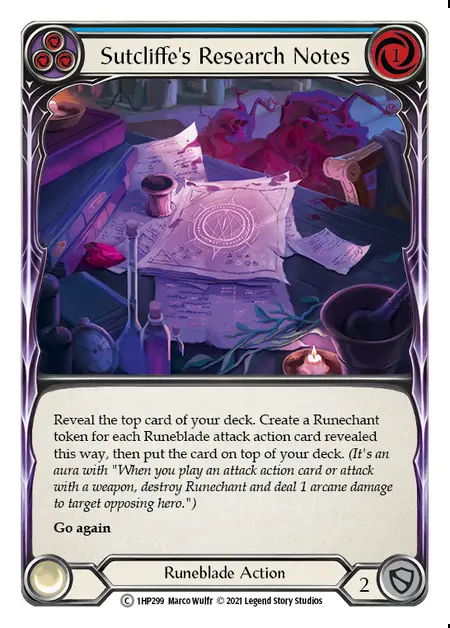 Sutcliffe's Research Notes
1
Reveal the top card of your deck. Create a Runechant
token for each Runeblade attack action card revealed
this way, then put the card on top of your deck. (It's an
aura with "When you play an attack action card or attack
with a weapon, destroy Runechant and deal 1 arcane damage
to target opposing hero.")
Go again
Runeblade Action
2
C 1HP299 Marco Wulfr © 2021 Legend Story Studios